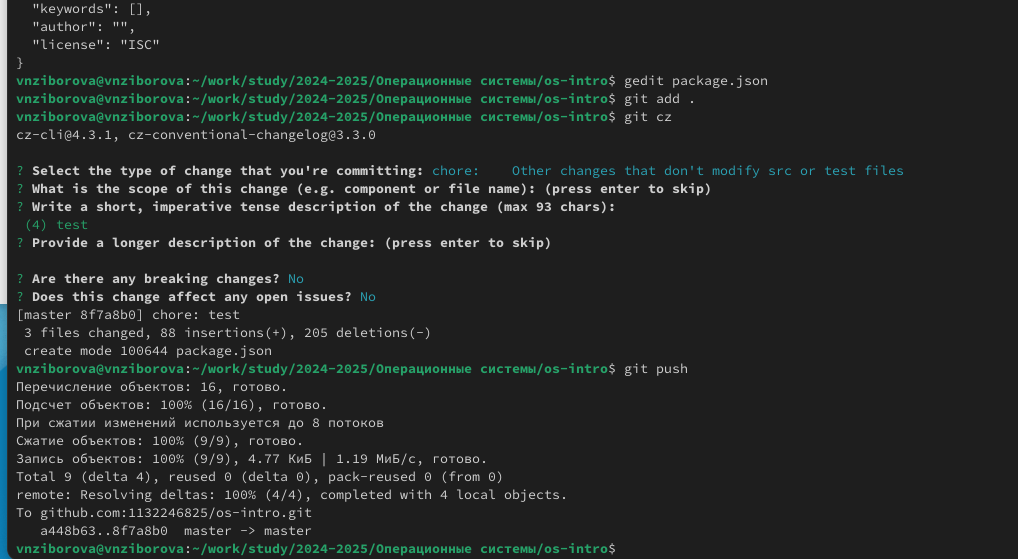 "keywords": [],
"author": "",
"license": "ISC"
}
vnziborova@vnziborova:~/work/study/2024-2025/Операционные системы/os-intro$ gedit package.json
vnziborova@vnziborova:~/work/study/2024-2025/Операционные системы/os-intro$ git add .
vnziborova@vnziborova:~/work/study/2024-2025/Операционные системы/os-intro$ git cz
cz-cli@4.3.1, cz-conventional-changelog@3.3.0
? Select the type of change that you're committing: chore:    Other changes that don't modify src or test files
? What is the scope of this change (e.g. component or file name): (press enter to skip)
? Write a short, imperative tense description of the change (max 93 chars):
(4) test
? Provide a longer description of the change: (press enter to skip)
? Are there any breaking changes? No
? Does this change affect any open issues? No
[master 8f7a8b0] chore: test
3 files changed, 88 insertions(+), 205 deletions(-)
create mode 100644 package.json
vnziborova@vnziborova:~/work/study/2024-2025/Операционные системы/os-intro$ git push
Перечисление объектов: 16, готово.
Подсчет объектов: 100% (16/16), готово.
При сжатии изменений используется до 8 потоков
Сжатие объектов: 100% (9/9), готово.
Запись объектов: 100% (9/9), 4.77 КиБ | 1.19 МиБ/с, готово.
Total 9 (delta 4), reused 0 (delta 0), pack-reused 0 (from 0)
remote: Resolving deltas: 100% (4/4), completed with 4 local objects.
To github.com:1132246825/os-intro.git
a448b63..8f7a8b0  master -> master
vnziborova@vnziborova:~/work/study/2024-2025/Операционные системы/os-intro$